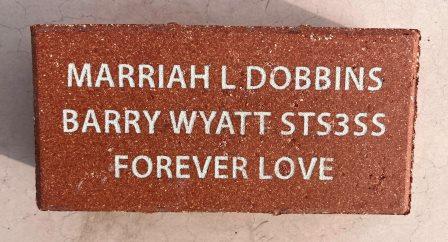 MARRIAH L DOBBINS
BARRY WYATT STS3SS
FOREVER LOVE